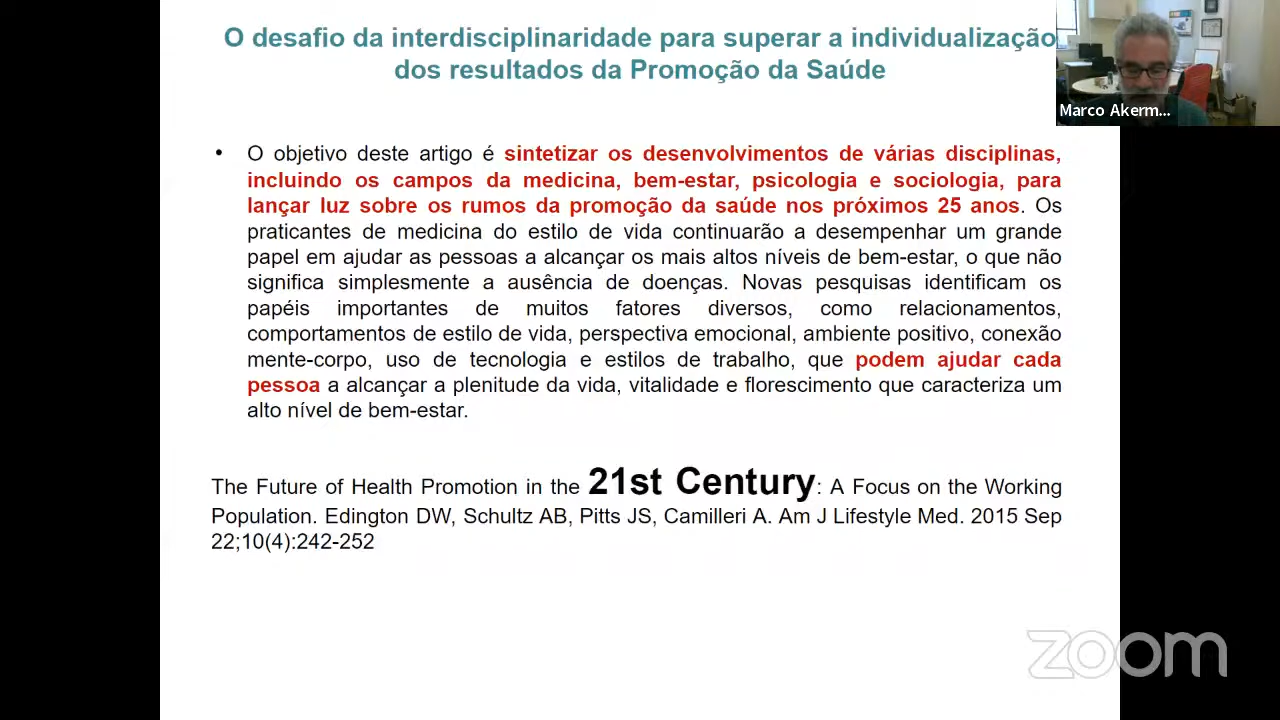 O desafio da interdisciplinaridade para superar a individualização
dos resultados da Promoção da Saúde
Marco Akerm...
• O objetivo deste artigo é sintetizar os desenvolvimentos de várias disciplinas,
incluindo os campos da medicina, bem-estar, psicologia e sociologia, para
lançar luz sobre os rumos da promoção da saúde nos próximos 25 anos. Os
praticantes de medicina do estilo de vida continuarão a desempenhar um grande
papel em ajudar as pessoas a alcançar os mais altos níveis de bem-estar, o que não
significa simplesmente a ausência de doenças. Novas pesquisas identificam os
papéis importantes de muitos fatores diversos, como relacionamentos,
comportamentos de estilo de vida, perspectiva emocional, ambiente positivo, conexão
mente-corpo, uso de tecnologia e estilos de trabalho, que podem ajudar cada
pessoa a alcançar a plenitude da vida, vitalidade e florescimento que caracteriza um
alto nível de bem-estar.
The Future of Health Promotion in the 21st Century: A Focus on the Working
Population. Edington DW, Schultz AB, Pitts JS, Camilleri A. Am J Lifestyle Med. 2015 Sep
22;10(4):242-252
zoom